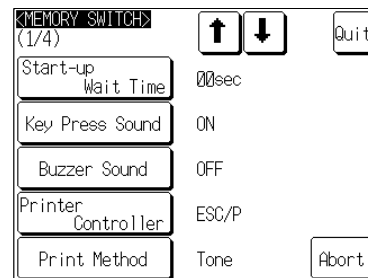 <MEMORY SWITCH>
(1/4)
Quit
Start-up
Wait Time
00sec
Key Press Sound
ON
Buzzer Sound
OFF
Printer
Controller
ESC/P
Print Method
Tone
Abort